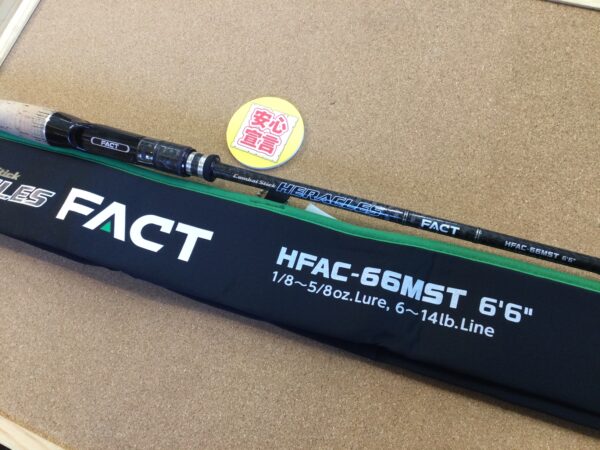 安心
宣言
FACT
Combat Stick HERACLES FACT HFAC-66MST 6'6"
Stick
LES FACT
HFAC-66MST 6'6"
1/8～5/8oz.Lure, 6～14lb.Line